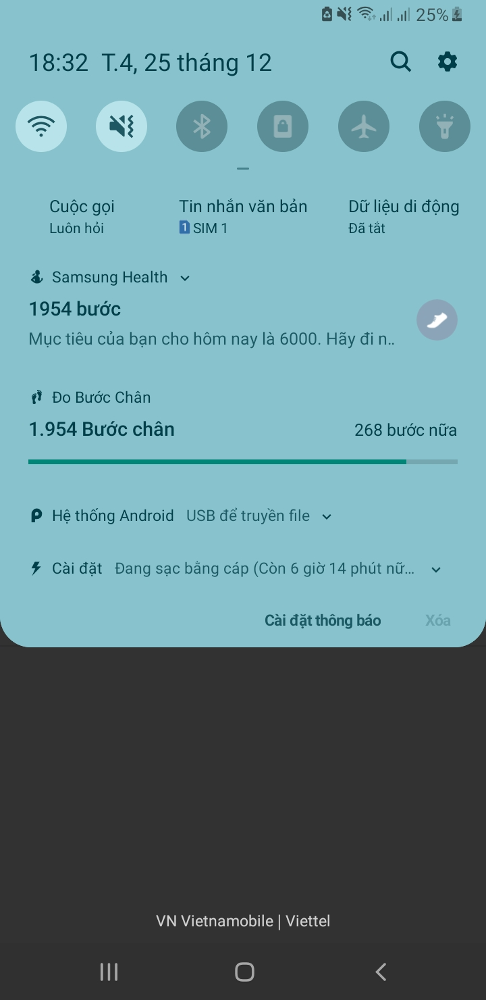 25%
18:32 T.4, 25 tháng 12
Cuộc gọi Tin nhắn văn bản Dữ liệu di động
Luôn hỏi 1 SIM 1 Đã tắt
Samsung Health
1954 bước
Mục tiêu của bạn cho hôm nay là 6000. Hãy đi n..
Đo Bước Chân
1.954 Bước chân 268 bước nữa
Hệ thống Android USB để truyền file
Cài đặt Đang sạc bằng cáp (Còn 6 giờ 14 phút nữ...
Cài đặt thông báo Xóa
VN Vietnamobile | Viettel